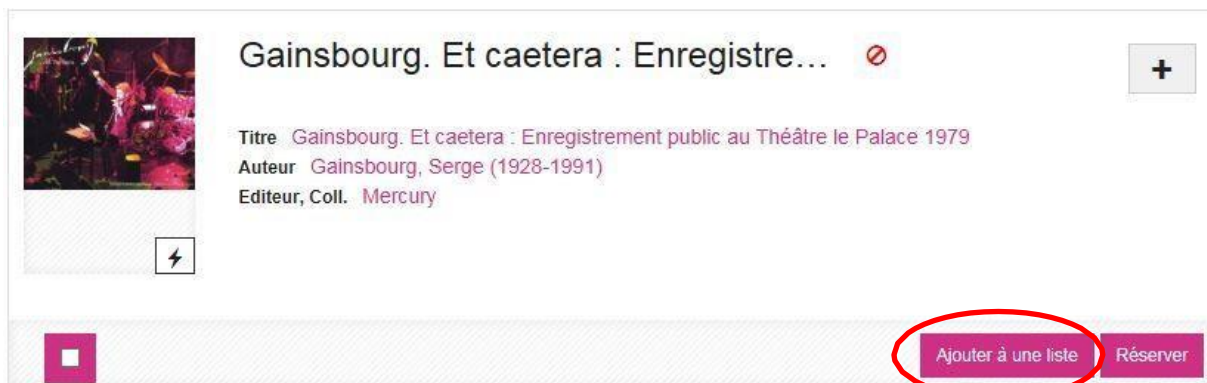 Gainsbourg. Et caetera : Enregistre...
+
Titre Gainsbourg. Et caetera : Enregistrement public au Théâtre le Palace 1979
Auteur Gainsbourg, Serge (1928-1991)
Editeur, Coll. Mercury
Ajouter à une liste Réserver